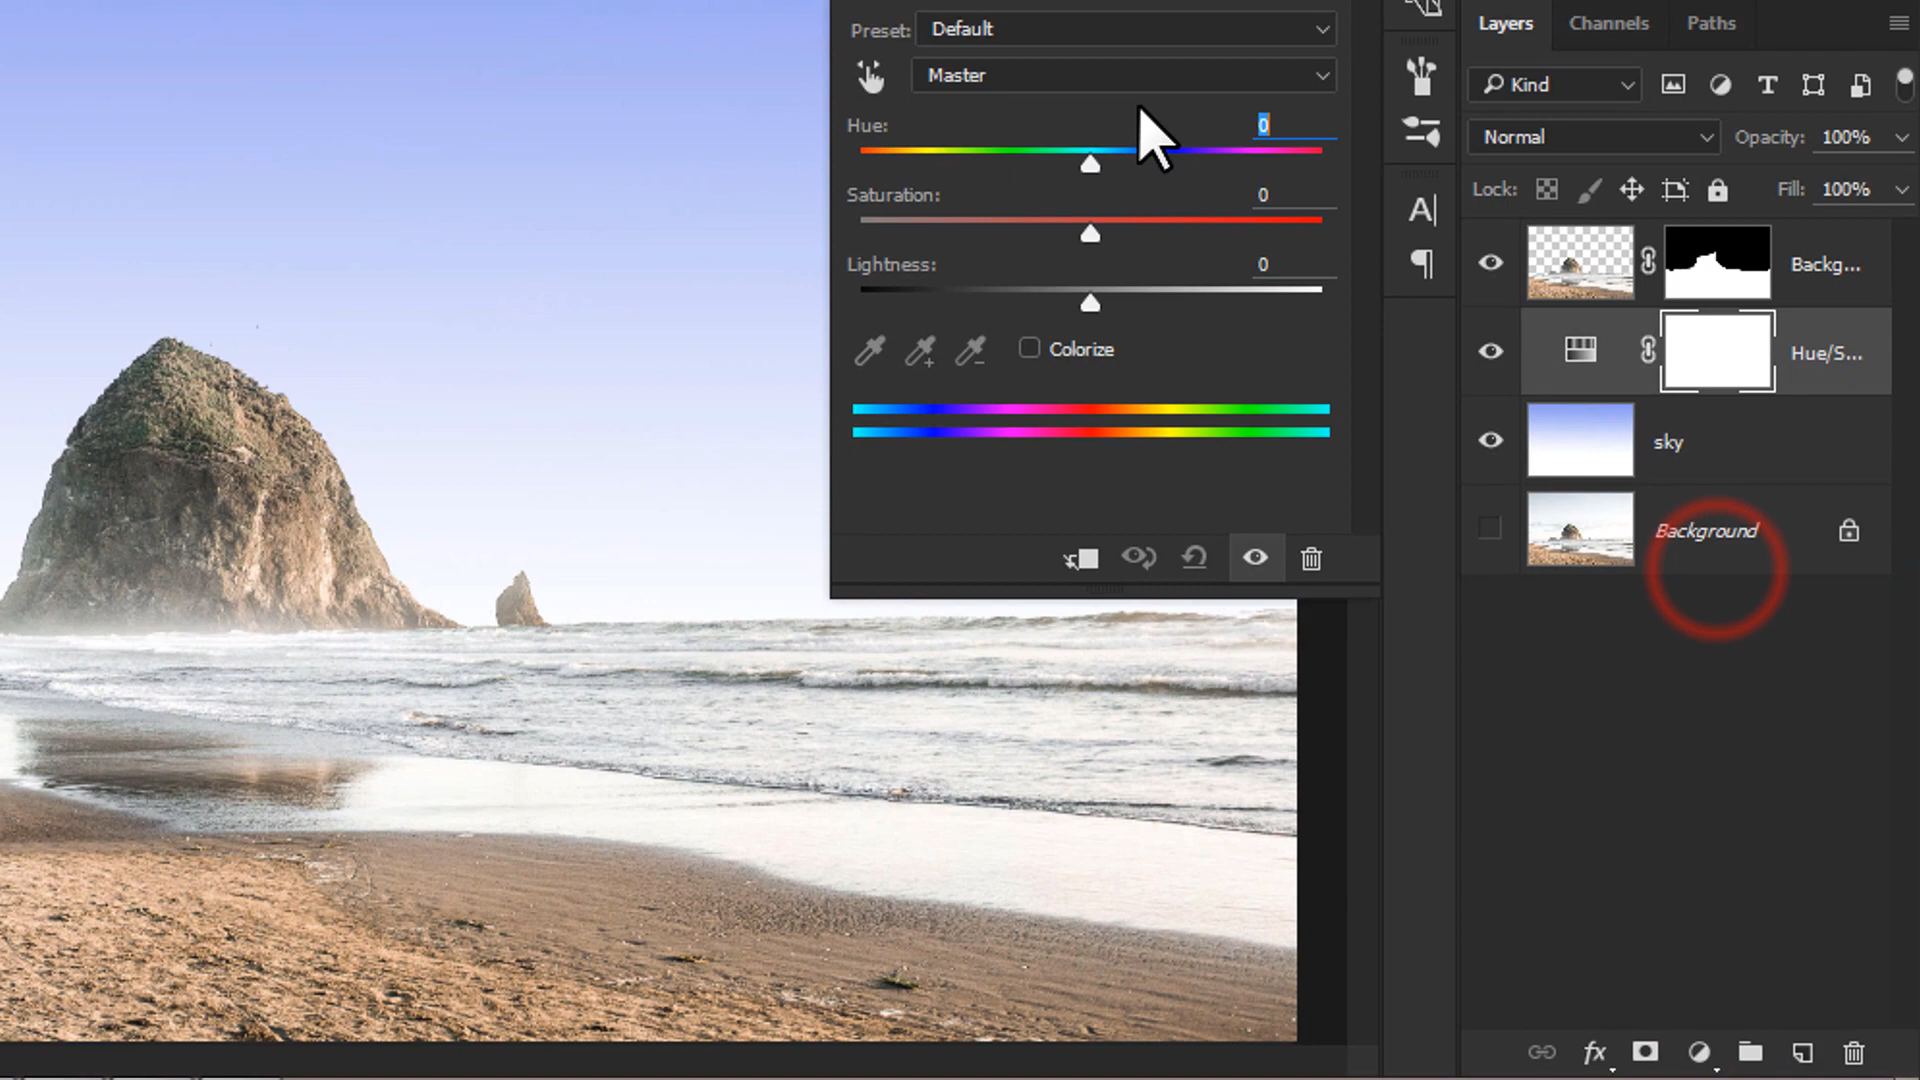 Preset: Default
Master
Hue: 0
Saturation: 0
Lightness: 0
Colorize
Layers Channels Paths
Kind
Normal Opacity: 100%
Lock: Fill: 100%
Backg...
Hue/S...
sky
Background